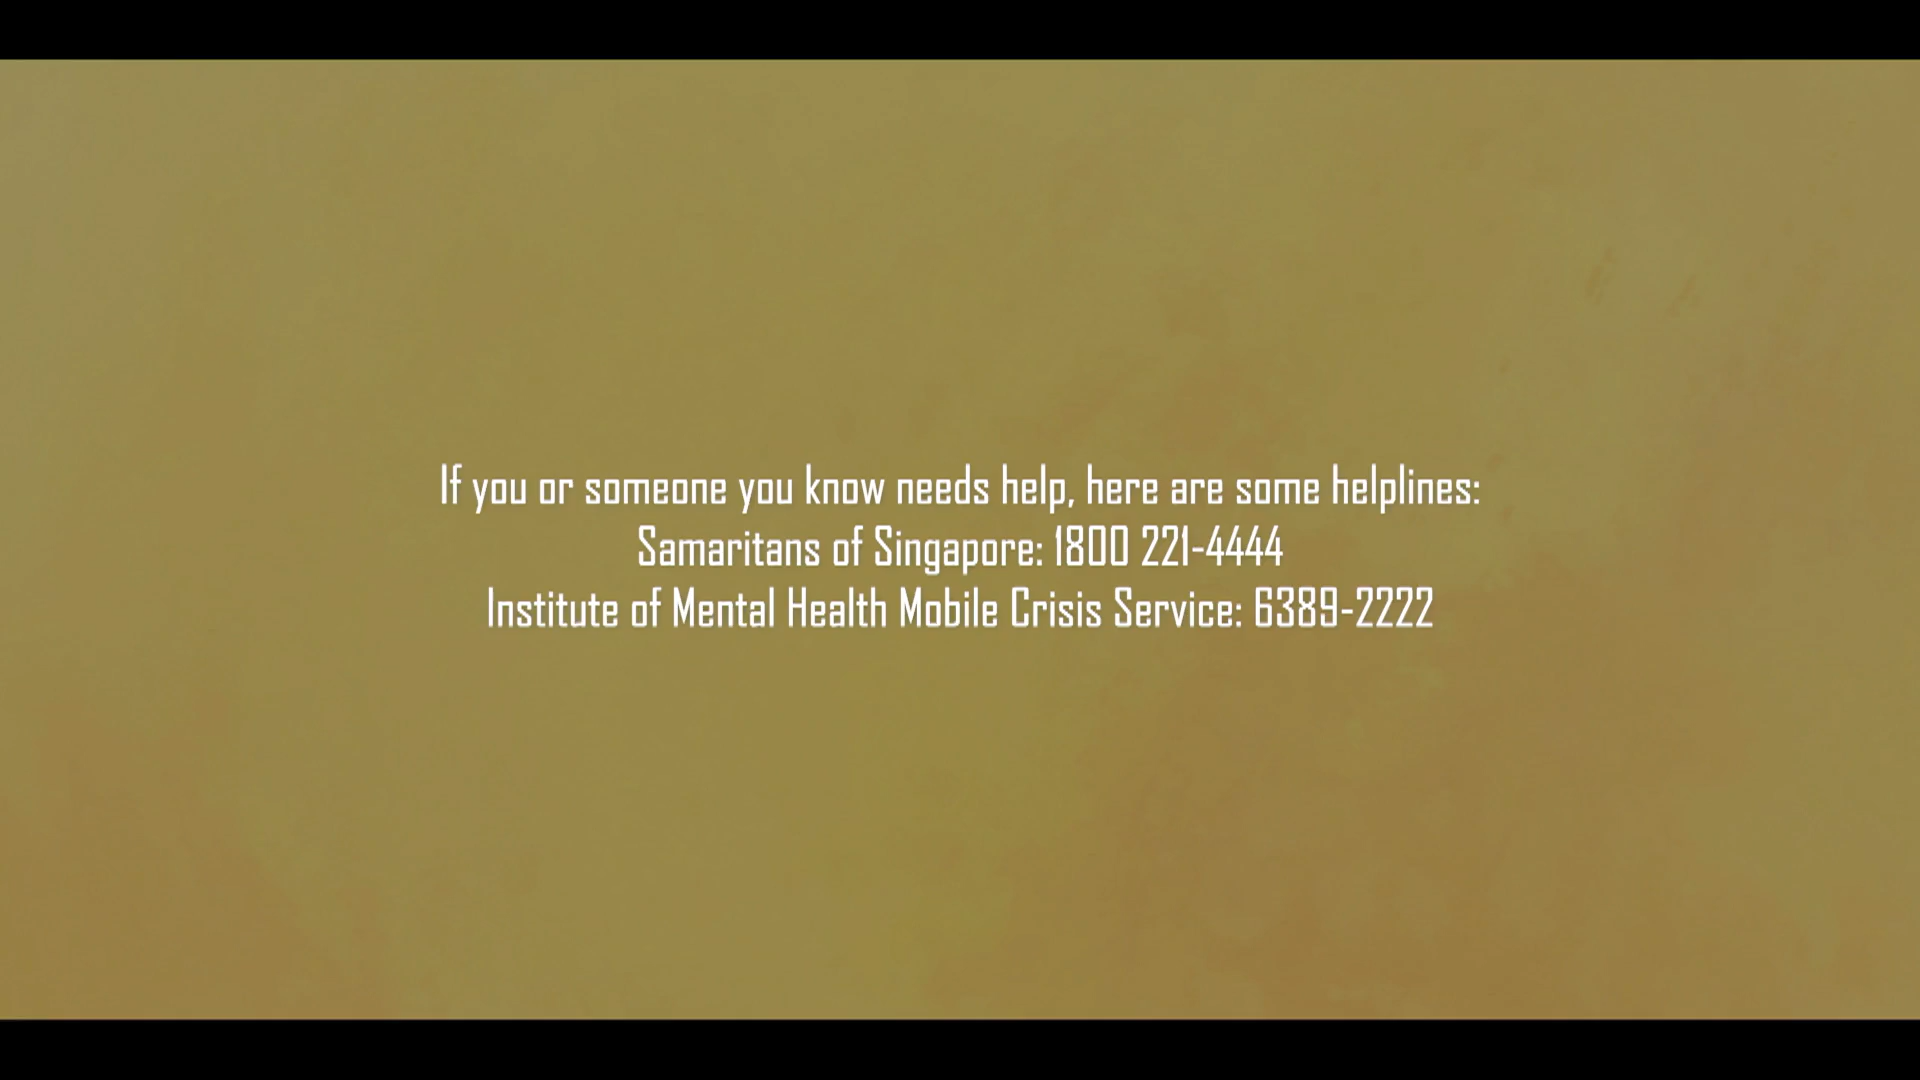 If you or someone you know needs help, here are some helplines:
Samaritans of Singapore: 1800 221-4444
Institute of Mental Health Mobile Crisis Service: 6389-2222